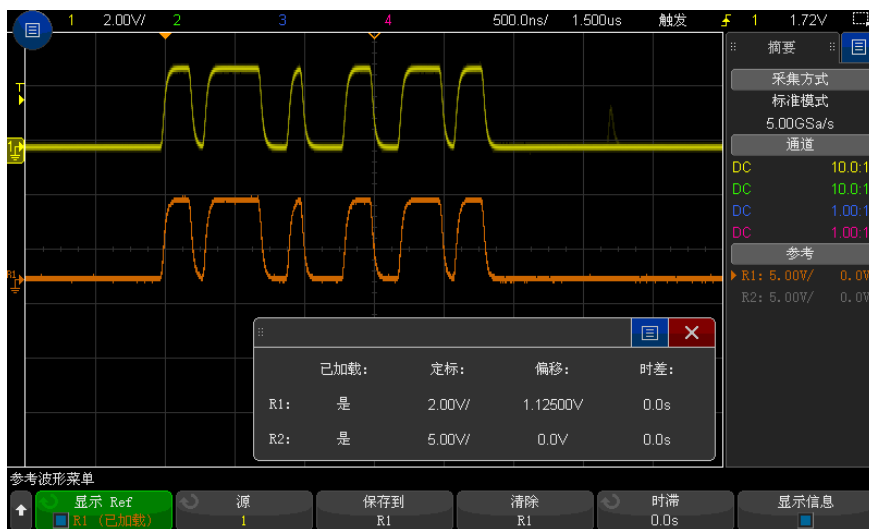 1 2.00V/ 2 3 4 500.0ns/ 1.500us 触发 1 1.72V
摘要
采集方式
标准模式
5.00GSa/s
通道
DC 10.0:1
DC 10.0:1
DC 1.00:1
DC 1.00:1
参考
R1: 5.00V/ 0.0V
R2: 5.00V/ 0.0V
T
1
R1
已加载: 定标: 偏移: 时差:
R1: 是 2.00V/ 1.12500V 0.0s
R2: 是 5.00V/ 0.0V 0.0s
参考波形菜单
显示 Ref 源 保存到 清除 时滞 显示信息
R1 (已加载) 1 R1 R1 0.0s